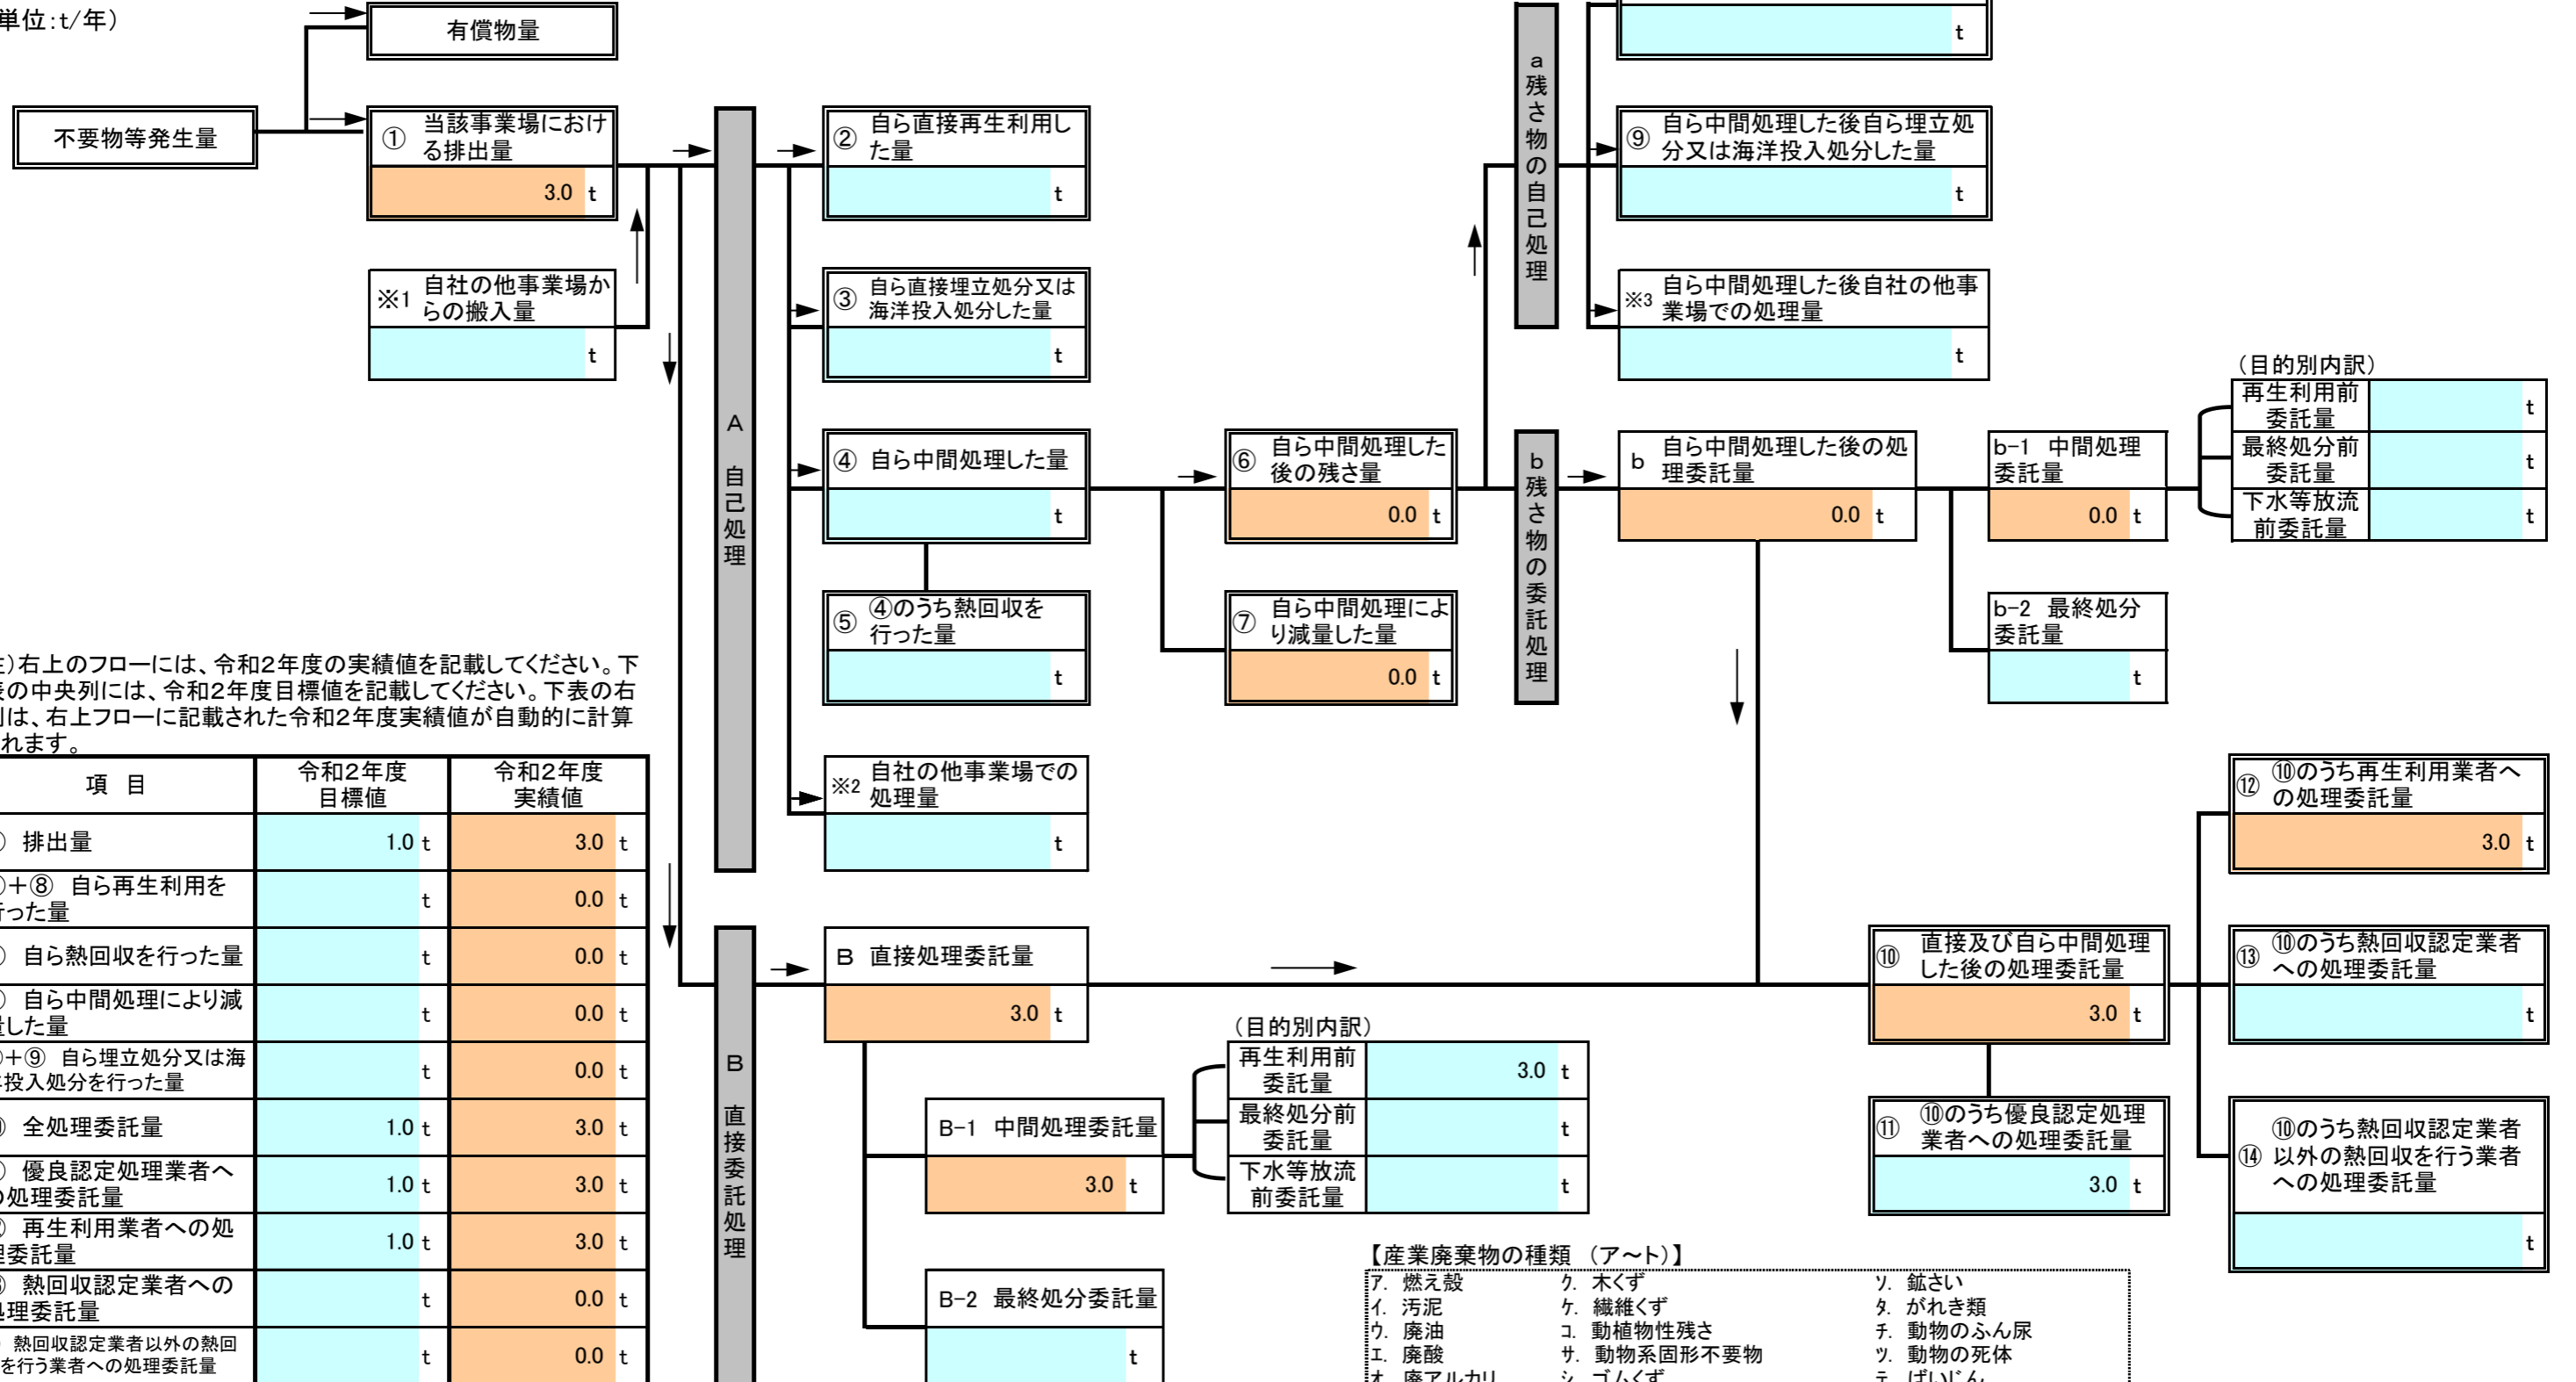 単位:t/年)
有償物量
不要物等発生量
① 当該事業場におけ
る排出量
3.0 t
※1 自社の他事業場か
らの搬入量
t
A 自己処理
② 自ら直接再生利用し
た量
t
③ 自ら直接埋立処分又は
海洋投入処分した量
t
④ 自ら中間処理した量
t
⑤ ④のうち熱回収を
行った量
t
※2 自社の他事業場での
処理量
t
⑥ 自ら中間処理した
後の残さ量
0.0 t
⑦ 自ら中間処理によ
り減量した量
0.0 t
a 残さ物の自己処理
t
⑨ 自ら中間処理した後自ら埋立処
分又は海洋投入処分した量
t
※3 自ら中間処理した後自社の他事
業場での処理量
t
b 残さ物の委託処理
b 自ら中間処理した後の処
理委託量
0.0 t
b-1 中間処理
委託量
0.0 t
(目的別内訳)
再生利用前
委託量
t
最終処分前
委託量
t
下水等放流
前委託量
t
b-2 最終処分
委託量
t
)右上のフローには、令和2年度の実績値を記載してください。下
の中央列には、令和2年度目標値を記載してください。下表の右
は、右上フローに記載された令和2年度実績値が自動的に計算
れます。
項 目
令和2年度
目標値
令和2年度
実績値
) 排出量 1.0 t 3.0 t
)+⑧ 自ら再生利用を
った量
t 0.0 t
) 自ら熱回収を行った量 t 0.0 t
) 自ら中間処理により減
した量
t 0.0 t
)+⑨ 自ら埋立処分又は海
投入処分を行った量
t 0.0 t
) 全処理委託量 1.0 t 3.0 t
) 優良認定処理業者へ
処理委託量
1.0 t 3.0 t
) 再生利用業者への処
委託量
1.0 t 3.0 t
) 熱回収認定業者への
理委託量
t 0.0 t
熱回収認定業者以外の熱回
を行う業者への処理委託量
t 0.0 t
B 直接委託処理
B 直接処理委託量
3.0 t
B-1 中間処理委託量
3.0 t
(目的別内訳)
再生利用前
委託量
3.0 t
最終処分前
委託量
t
下水等放流
前委託量
t
B-2 最終処分委託量
t
⑩ 直接及び自ら中間処理
した後の処理委託量
3.0 t
⑪ ⑩のうち優良認定処理
業者への処理委託量
3.0 t
⑫ ⑩のうち再生利用業者へ
の処理委託量
3.0 t
⑬ ⑩のうち熱回収認定業者
への処理委託量
t
⑭ ⑩のうち熱回収認定業者
以外の熱回収を行う業者
への処理委託量
t
【産業廃棄物の種類 (ア〜ト)】
ア. 燃え殻 ク. 木くず ソ. 鉱さい
イ. 汚泥 ケ. 繊維くず タ. がれき類
ウ. 廃油 コ. 動植物性残さ チ. 動物のふん尿
エ. 廃酸 サ. 動物系固形不要物 ツ. 動物の死体
オ. 廃アルカリ シ. ゴムくず テ. ばいじん